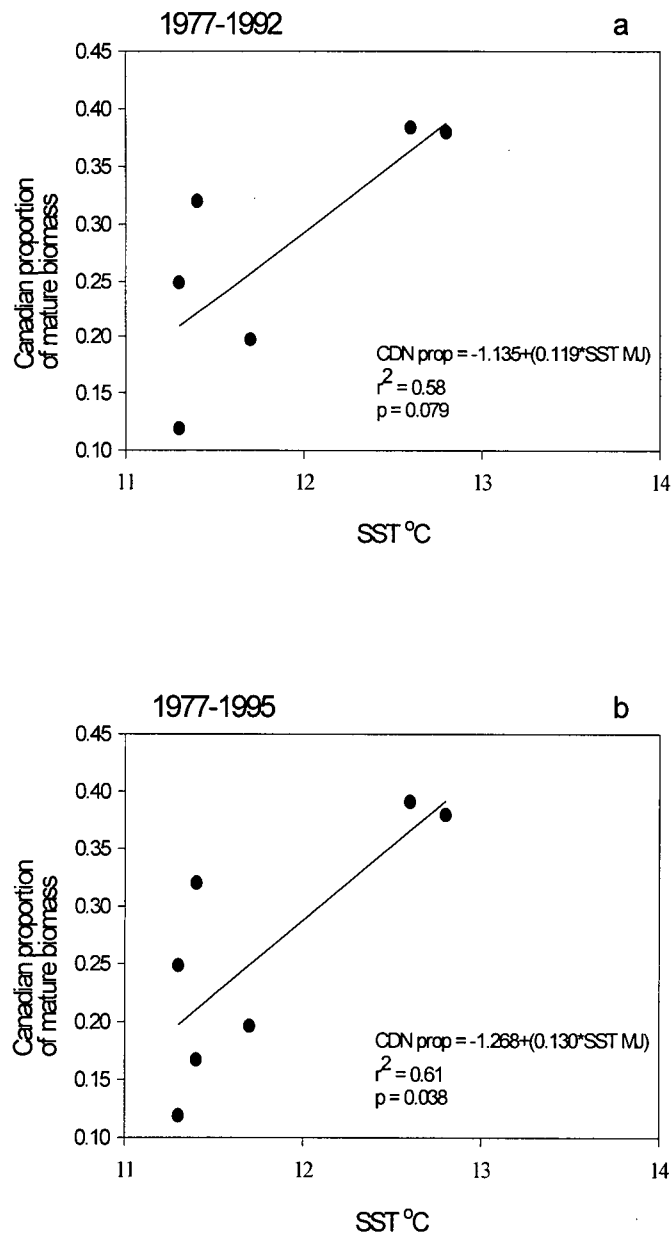 1977-1992
a
0.45
0.40
0.35
0.30
0.25
0.20
0.15
0.10
Canadian proportion
of mature biomass
CDN prop = -1.135+(0.119*SST MJ)
r² = 0.58
p = 0.079
11
12
13
14
SST °C
1977-1995
b
0.45
0.40
0.35
0.30
0.25
0.20
0.15
0.10
Canadian proportion
of mature biomass
CDN prop = -1.268+(0.130*SST MJ)
r² = 0.61
p = 0.038
11
12
13
14
SST °C